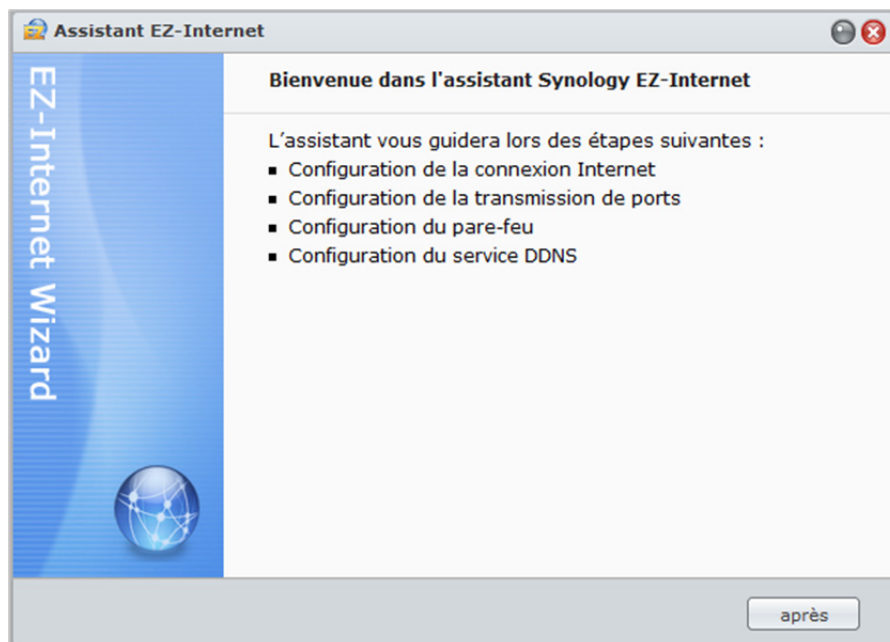 Assistant EZ-Internet
EZ-Internet Wizard
Bienvenue dans l'assistant Synology EZ-Internet
L'assistant vous guidera lors des étapes suivantes :
Configuration de la connexion Internet
Configuration de la transmission de ports
Configuration du pare-feu
Configuration du service DDNS
après